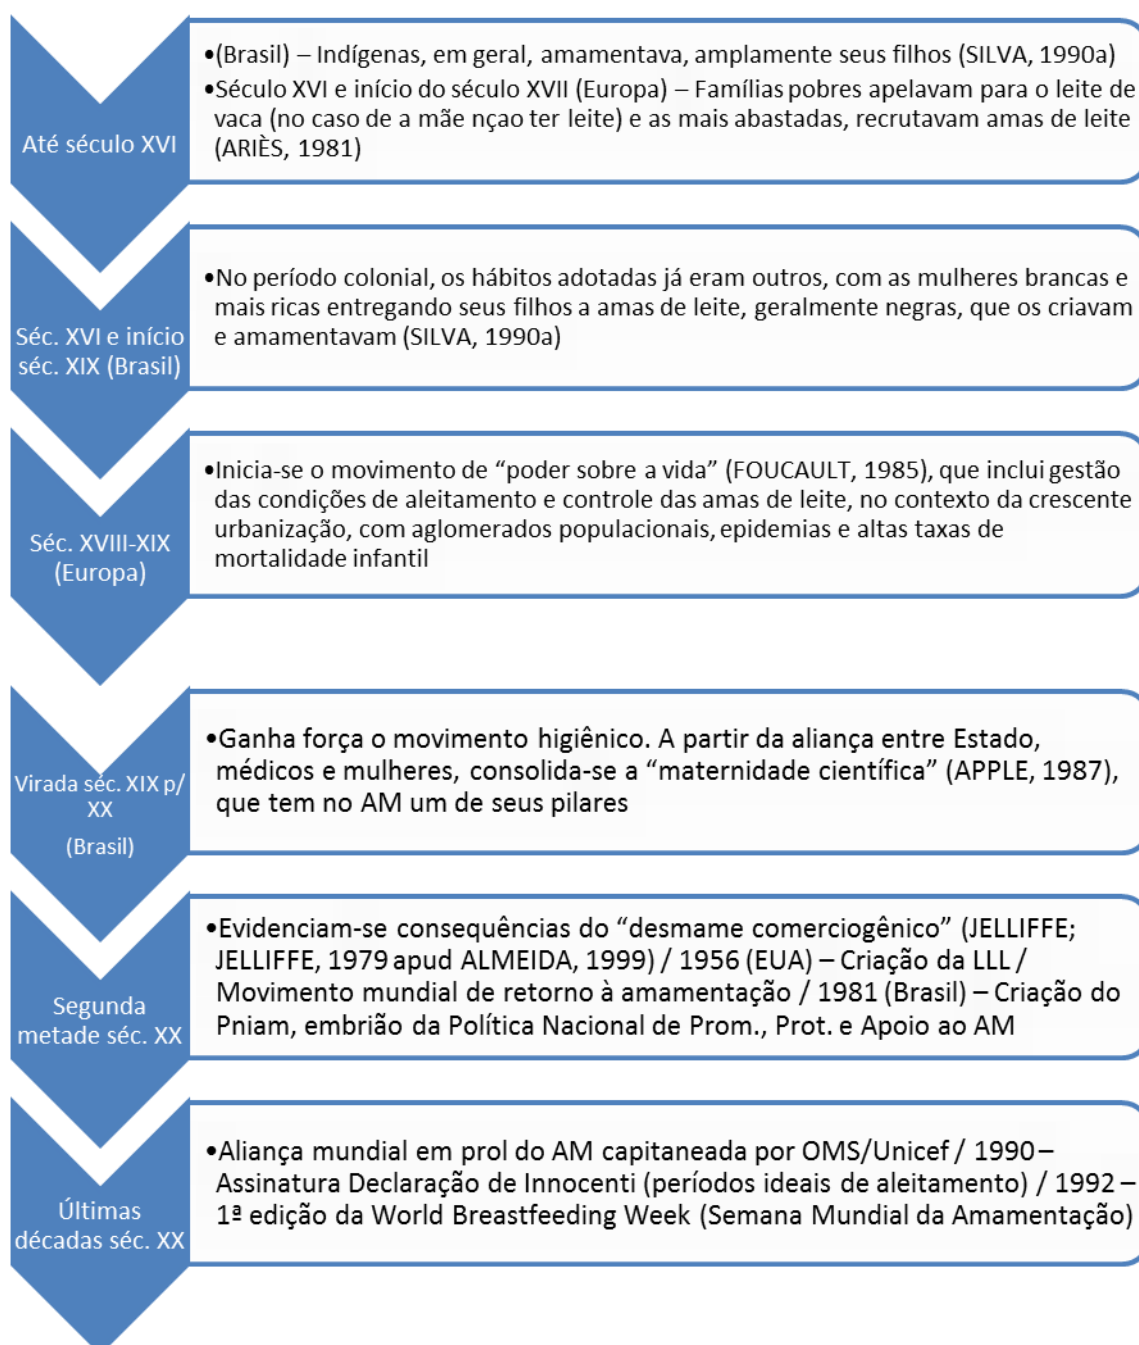 Até século XVI
•(Brasil) – Indígenas, em geral, amamentava, amplamente seus filhos (SILVA, 1990a)
•Século XVI e início do século XVII (Europa) – Famílias pobres apelavam para o leite de
vaca (no caso de a mãe nçao ter leite) e as mais abastadas, recrutavam amas de leite
(ARIÈS, 1981)
Séc. XVI e início
séc. XIX (Brasil)
•No período colonial, os hábitos adotadas já eram outros, com as mulheres brancas e
mais ricas entregando seus filhos a amas de leite, geralmente negras, que os criavam
e amamentavam (SILVA, 1990a)
Séc. XVIII-XIX
(Europa)
•Inicia-se o movimento de “poder sobre a vida” (FOUCAULT, 1985), que inclui gestão
das condições de aleitamento e controle das amas de leite, no contexto da crescente
urbanização, com aglomerados populacionais, epidemias e altas taxas de
mortalidade infantil
Virada séc. XIX p/
XX
(Brasil)
•Ganha força o movimento higiênico. A partir da aliança entre Estado,
médicos e mulheres, consolida-se a “maternidade científica” (APPLE, 1987),
que tem no AM um de seus pilares
Segunda
metade séc. XX
•Evidenciam-se consequências do “desmame comerciogênico” (JELLIFFE;
JELLIFFE, 1979 apud ALMEIDA, 1999) / 1956 (EUA) – Criação da LLL /
Movimento mundial de retorno à amamentação / 1981 (Brasil) – Criação do
Pniam, embrião da Política Nacional de Prom., Prot. e Apoio ao AM
Últimas
décadas séc. XX
•Aliança mundial em prol do AM capitaneada por OMS/Unicef / 1990 –
Assinatura Declaração de Innocenti (períodos ideais de aleitamento) / 1992 –
1ª edição da World Breastfeeding Week (Semana Mundial da Amamentação)